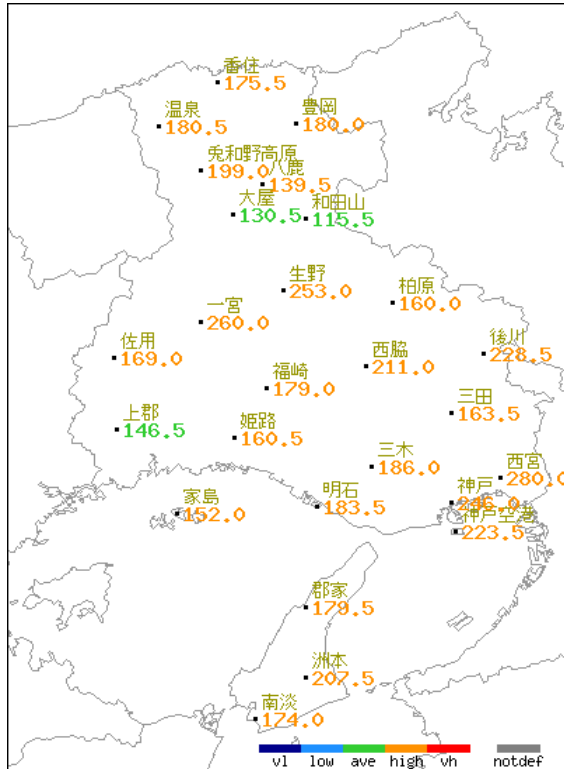 香住
175.5
温泉
180.5
豊岡
180.0
兎和野高原
199.0
八鹿
139.5
大屋
130.5
和田山
115.5
生野
253.0
柏原
160.0
一宮
260.0
佐用
169.0
西脇
211.0
後川
228.5
福崎
179.0
三田
163.5
上郡
146.5
姫路
160.5
三木
186.0
西宮
280.0
家島
152.0
明石
183.5
神戸
246.0
神戸空港
223.5
郡家
179.5
洲本
207.5
南淡
174.0
vl low ave high vh notdef